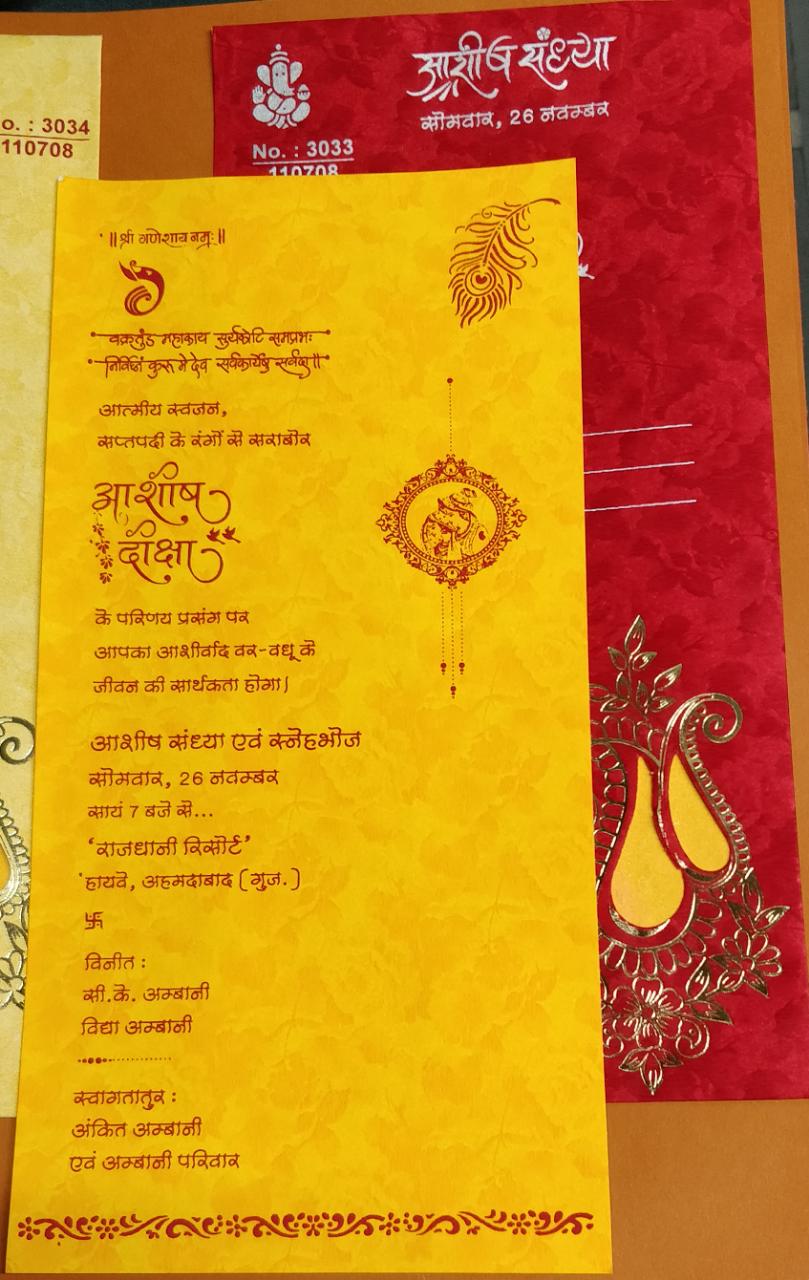 No. : 3034
110708
आशीष संध्या
सोमवार, 26 नवम्बर
No. : 3033
110708
॥श्री गणेशाय नमः॥
वक्रतुंड महाकाय सुर्यकोटि समप्रभः
निर्विघ्नं कुरू मे देव सर्वकार्येषु सर्वदा॥
आत्मीय स्वजन,
सप्तपदी के रंगों से सराबोर
आशीष
दीक्षा
के परिणय प्रसंग पर
आपका आशीर्वाद वर-वधू के
जीवन की सार्थकता होगा।
आशीष संध्या एवं स्नेहभोज
सोमवार, 26 नवम्बर
सायं 7 बजे से...
‘राजधानी रिसोर्ट’
हायवे, अहमदाबाद (गुज.)
卐
विनीत :
सी.के. अम्बानी
विद्या अम्बानी
स्वागतातुर :
अंकित अम्बानी
एवं अम्बानी परिवार